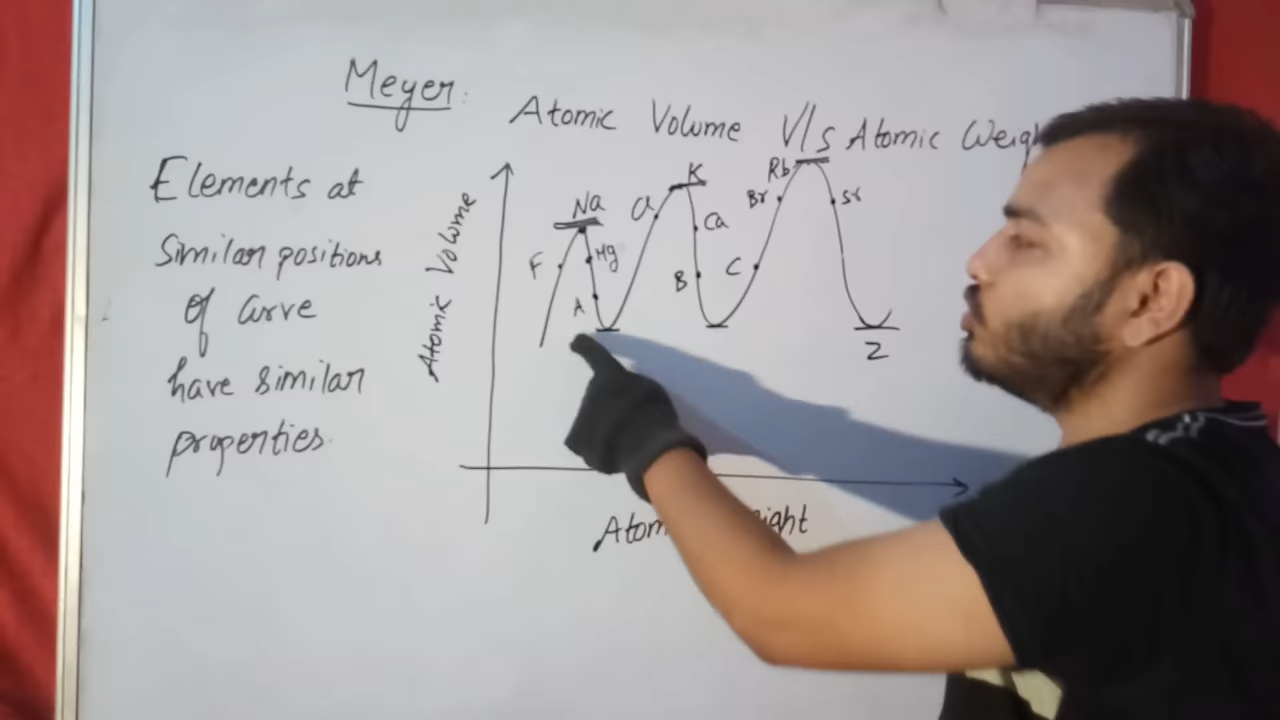 Meyer:
Atomic Volume V/s Atomic Weigh
Elements at
Similar positions
of Curve
have similar
properties.
Atomic Volume
F
Na
Mg
A
Cl
K
Ca
B
C
Br
Rb
Sr
Z